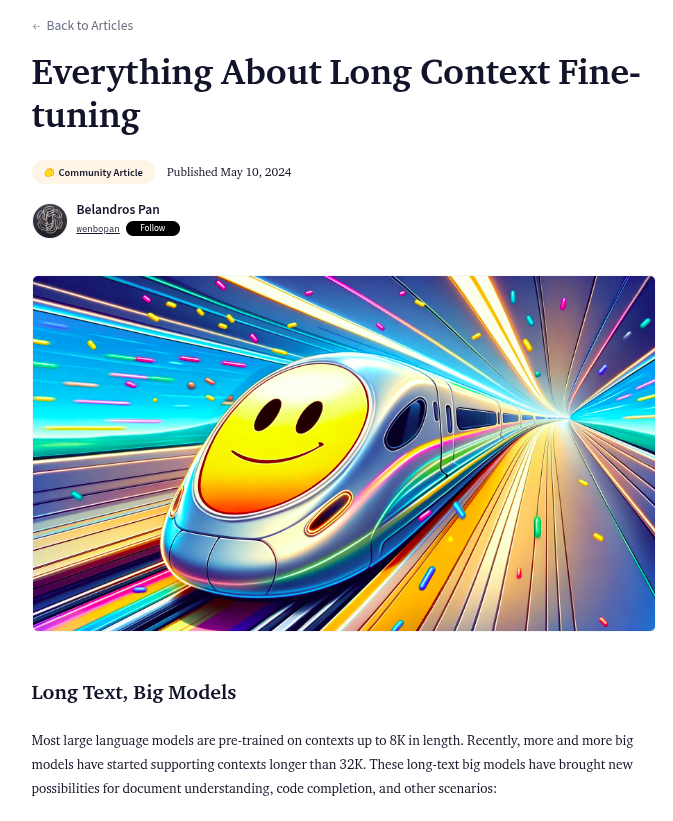 ← Back to Articles
Everything About Long Context Fine-
tuning
Community Article Published May 10, 2024
Belandros Pan
wenbopan Follow
Long Text, Big Models
Most large language models are pre-trained on contexts up to 8K in length. Recently, more and more big
models have started supporting contexts longer than 32K. These long-text big models have brought new
possibilities for document understanding, code completion, and other scenarios: